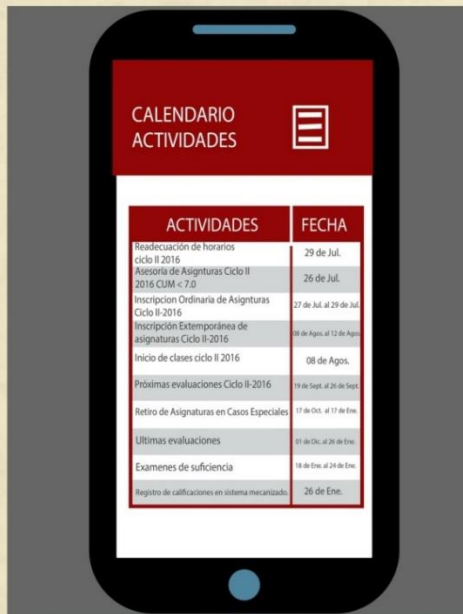 CALENDARIO
ACTIVIDADES
ACTIVIDADES FECHA
Readecuación de horarios
ciclo II 2016
29 de Jul.
Asesoría de Asignturas Ciclo II
2016 CUM < 7.0
26 de Jul.
Inscripcion Ordinaria de Asignturas
Ciclo II-2016
27 de Jul. al 29 de Jul.
Inscripción Extemporánea de
asignaturas Ciclo II-2016
08 de Agos. al 12 de Agos.
Inicio de clases ciclo II 2016
08 de Agos.
Próximas evaluaciones Ciclo II-2016
19 de Sept. al 26 de Sept.
Retiro de Asignaturas en Casos Especiales
17 de Oct. al 17 de Ene.
Ultimas evaluaciones
01 de Dic. al 26 de Ene.
Examenes de suficiencia
18 de Ene. al 24 de Ene.
Registro de calificaciones en sistema mecanizado.
26 de Ene.